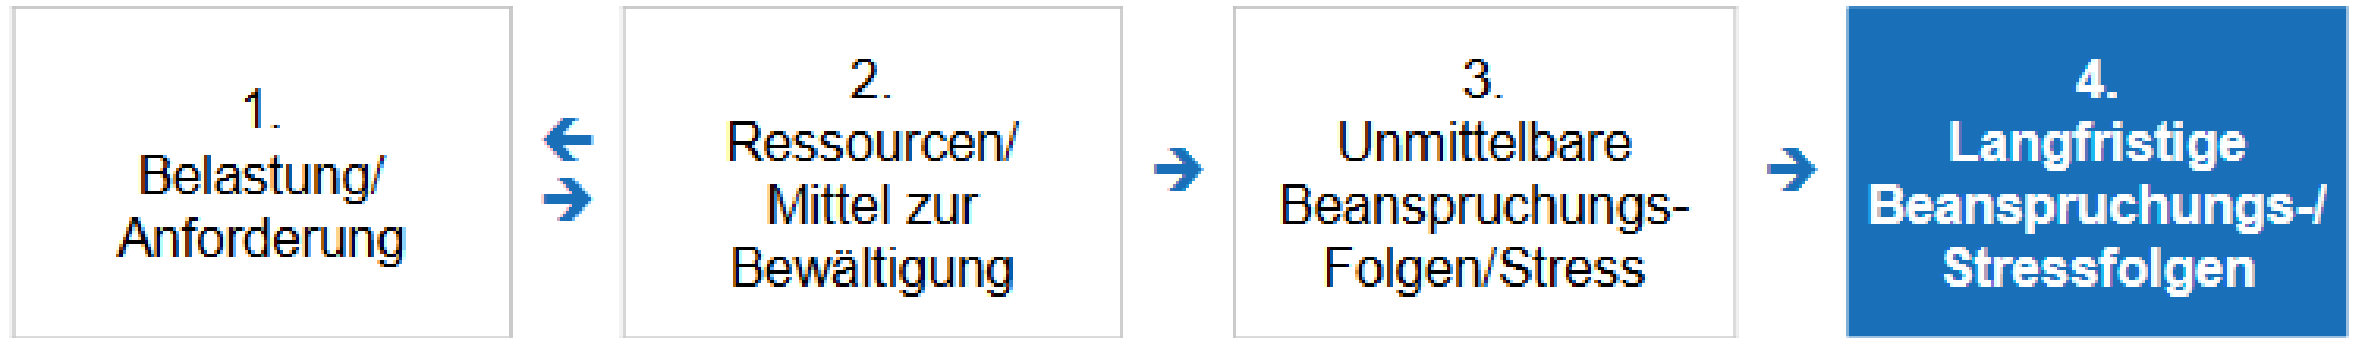 1.
Belastung/
Anforderung
2.
Ressourcen/
Mittel zur
Bewältigung
3.
Unmittelbare
Beanspruchungs-
Folgen/Stress
4.
Langfristige
Beanspruchungs-/
Stressfolgen